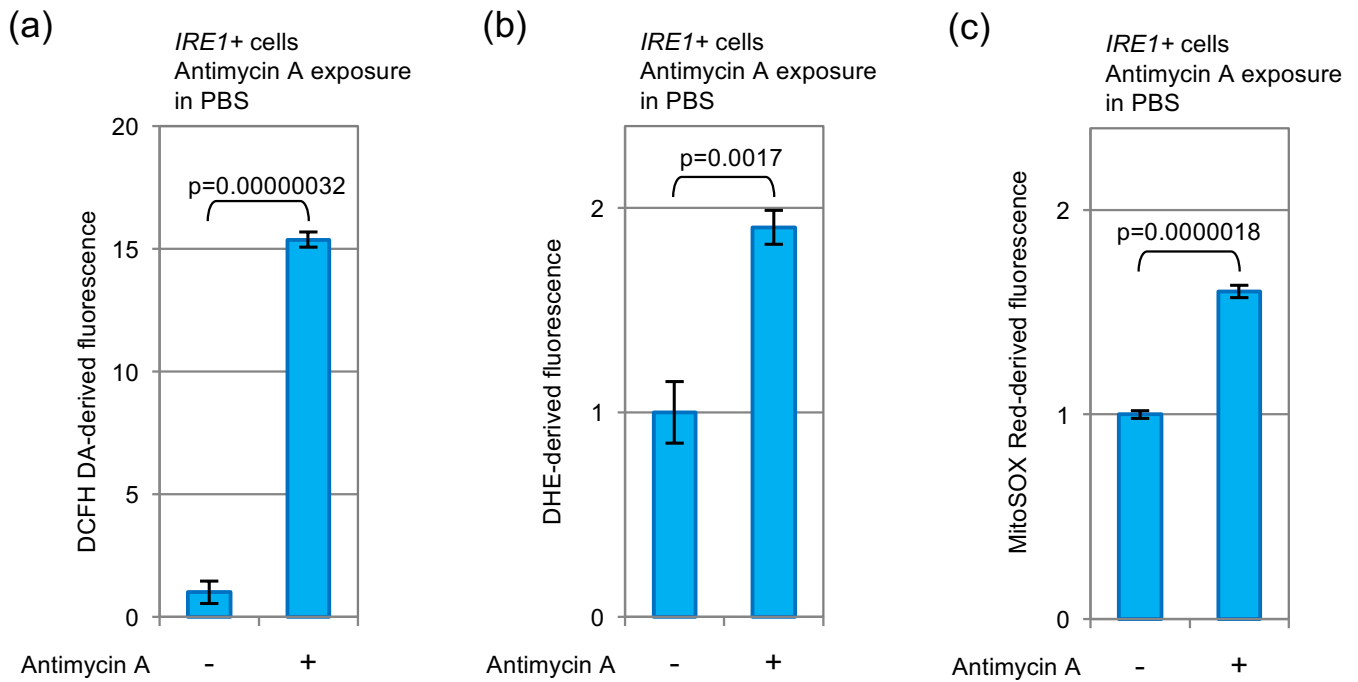 (a)
IRE1+ cells
Antimycin A exposure
in PBS
DCFH DA-derived fluorescence
20
15
10
5
0
p=0.00000032
Antimycin A - +
(b)
IRE1+ cells
Antimycin A exposure
in PBS
DHE-derived fluorescence
2
1
0
p=0.0017
Antimycin A - +
(c)
IRE1+ cells
Antimycin A exposure
in PBS
MitoSOX Red-derived fluorescence
2
1
0
p=0.0000018
Antimycin A - +